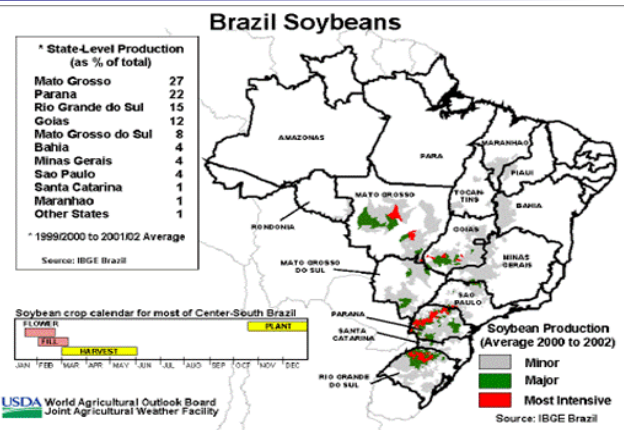 Brazil Soybeans
* State-Level Production
(as % of total)
Mato Grosso 27
Parana 22
Rio Grande do Sul 15
Goias 12
Mato Grosso do Sul 8
Bahia 4
Minas Gerais 4
Sao Paulo 4
Santa Catarina 1
Maranhao 1
Other States 1
* 1999/2000 to 2001/02 Average
Source: IBGE Brazil
AMAZONAS
PARA
MARANHAO
PIAUI
TOCAN-
TINS
BAHIA
MATO GROSSO
RONDONIA
GOIAS
MATO GROSSO
DO SUL
MINAS
GERAIS
SAO
PAULO
PARANA
SANTA
CATARINA
RIO GRANDE
DO SUL
Soybean crop calendar for most of Center-South Brazil
FLOWER
PLANT
FILL
HARVEST
JAN FEB MAR APR MAY JUN JUL AUG SEP OCT NOV DEC
Soybean Production
(Average 2000 to 2002)
Minor
Major
Most Intensive
Source: IBGE Brazil
USDA World Agricultural Outlook Board
Joint Agricultural Weather Facility